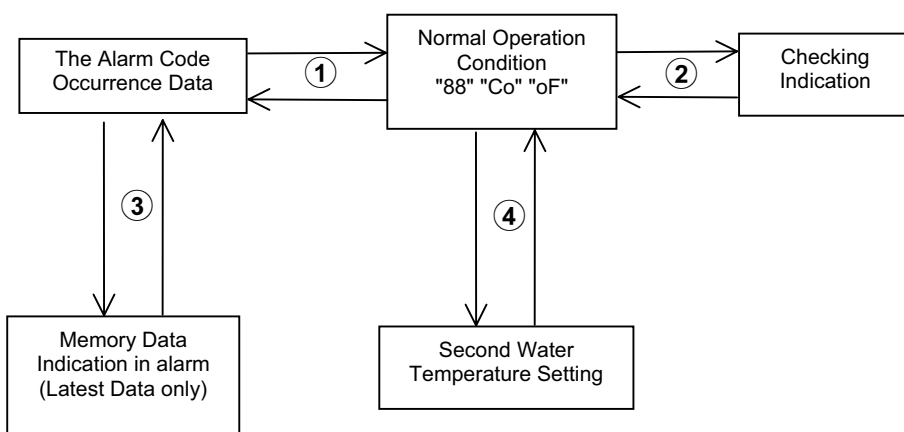 The Alarm Code
Occurrence Data
①
Normal Operation
Condition
"88" "Co" "oF"
②
Checking
Indication
③
④
Memory Data
Indication in alarm
(Latest Data only)
Second Water
Temperature Setting